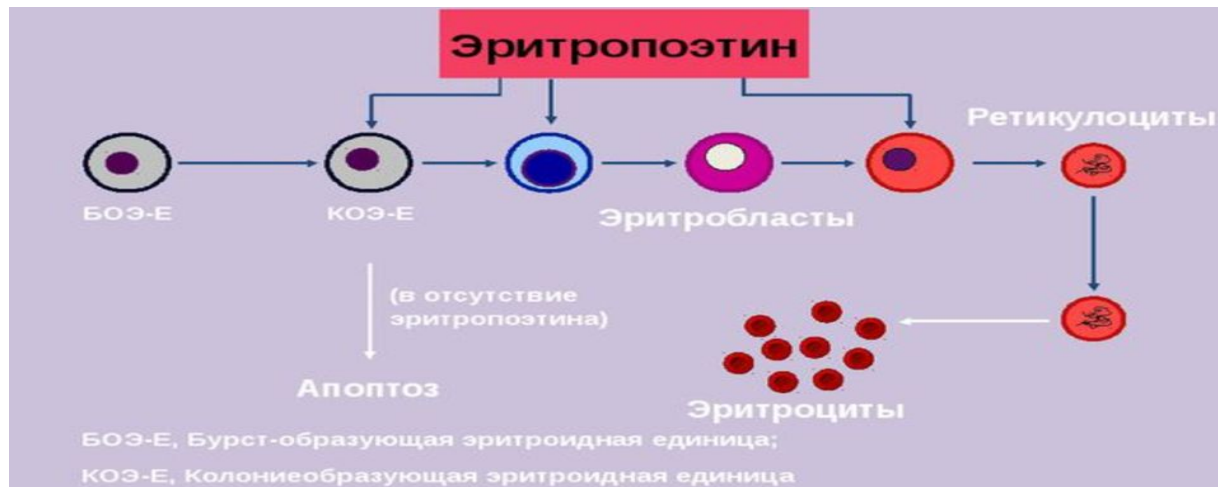 Эритропоэтин
Ретикулоциты
БОЭ-Е
КОЭ-Е
Эритробласты
(в отсутствие
эритропоэтина)
Апоптоз
Эритроциты
БОЭ-Е, Бурст-образующая эритроидная единица;
КОЭ-Е, Колониеобразующая эритроидная единица